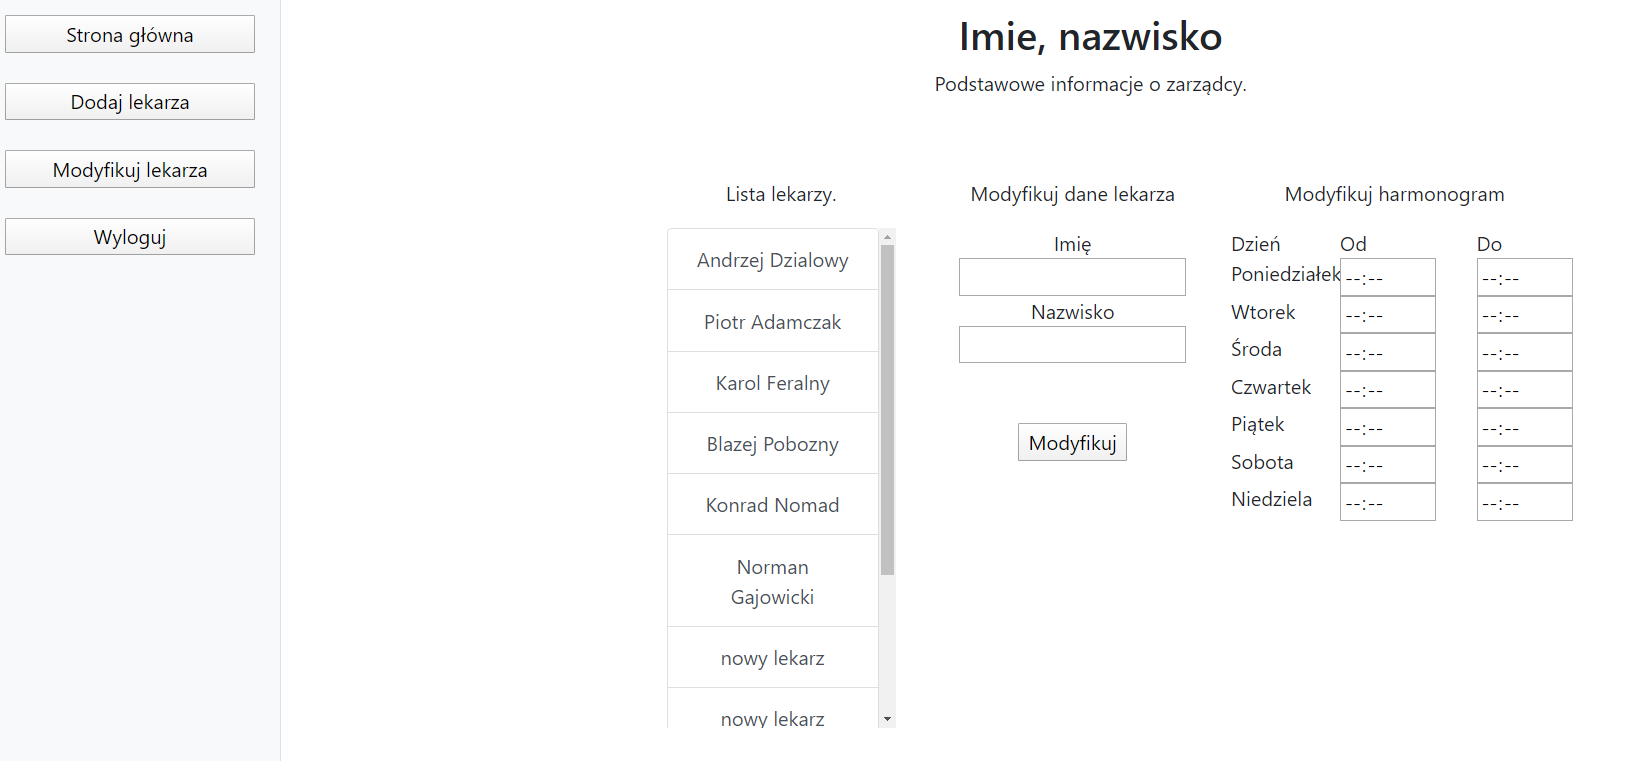 Strona główna
Dodaj lekarza
Modyfikuj lekarza
Wyloguj
Imie, nazwisko
Podstawowe informacje o zarządcy.
Lista lekarzy.
Andrzej Dzialowy
Piotr Adamczak
Karol Feralny
Blazej Pobozny
Konrad Nomad
Norman
Gajowicki
nowy lekarz
nowy lekarz
Modyfikuj dane lekarza
Imię
Nazwisko
Modyfikuj
Modyfikuj harmonogram
Dzień Od Do
Poniedziałek --:-- --:--
Wtorek --:-- --:--
Środa --:-- --:--
Czwartek --:-- --:--
Piątek --:-- --:--
Sobota --:-- --:--
Niedziela --:-- --:--